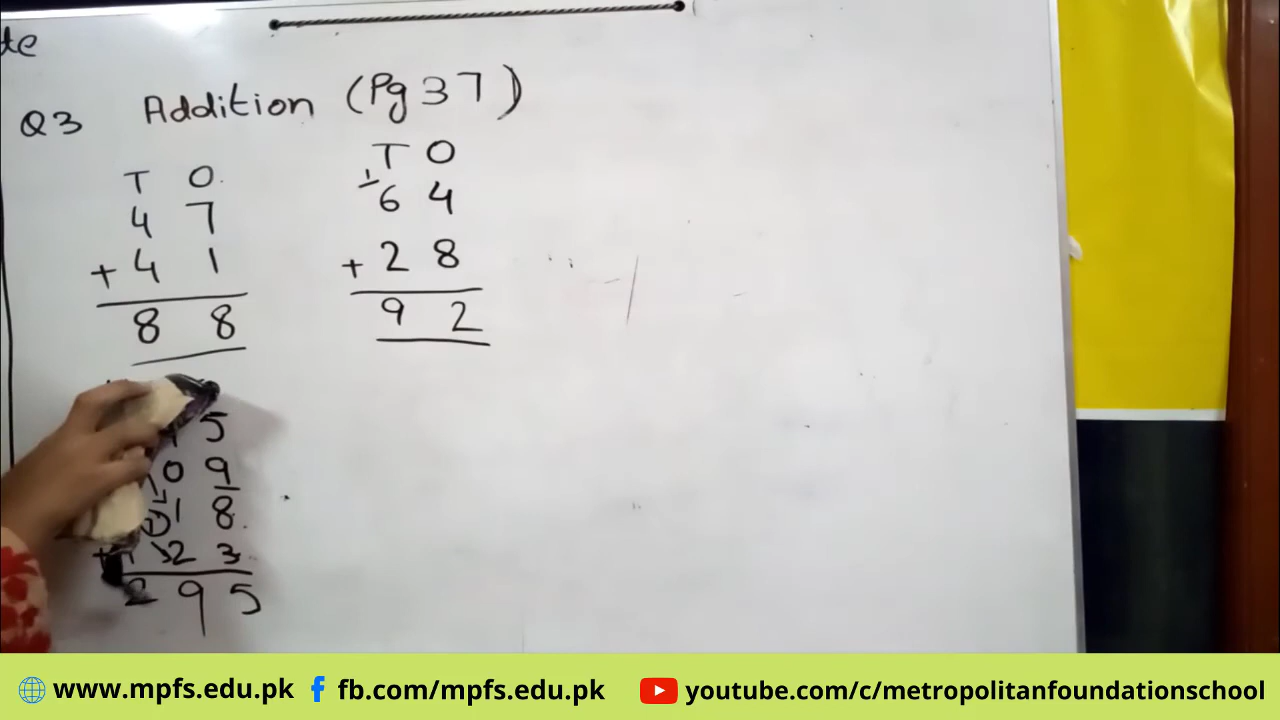 Q3 Addition (Pg 37)
T O
4 7
+ 4 1
8 8
T O
1
6 4
+ 2 8
9 2
5
0 9
1 8
2 3
2 9 5
www.mpfs.edu.pk
fb.com/mpfs.edu.pk
youtube.com/c/metropolitanfoundationschool